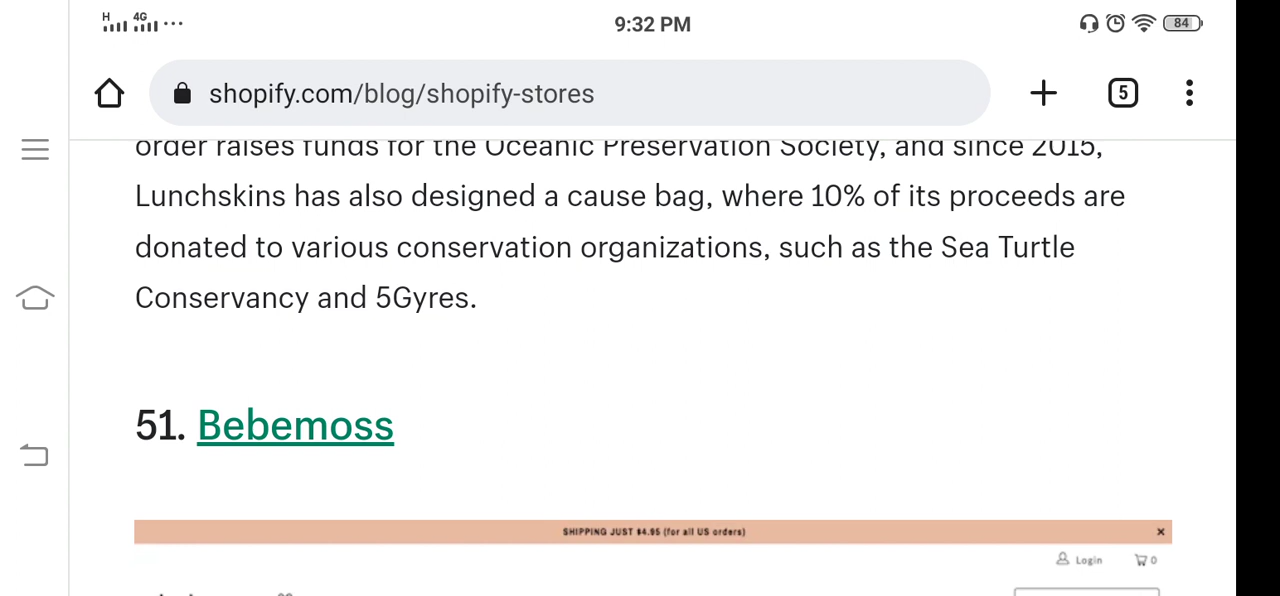 H 4G 9:32 PM 84
shopify.com/blog/shopify-stores 5
order raises funds for the Oceanic Preservation Society, and since 2015,
Lunchskins has also designed a cause bag, where 10% of its proceeds are
donated to various conservation organizations, such as the Sea Turtle
Conservancy and 5Gyres.
51. Bebemoss
SHIPPING JUST $4.95 (for all US orders) ×
Login 0